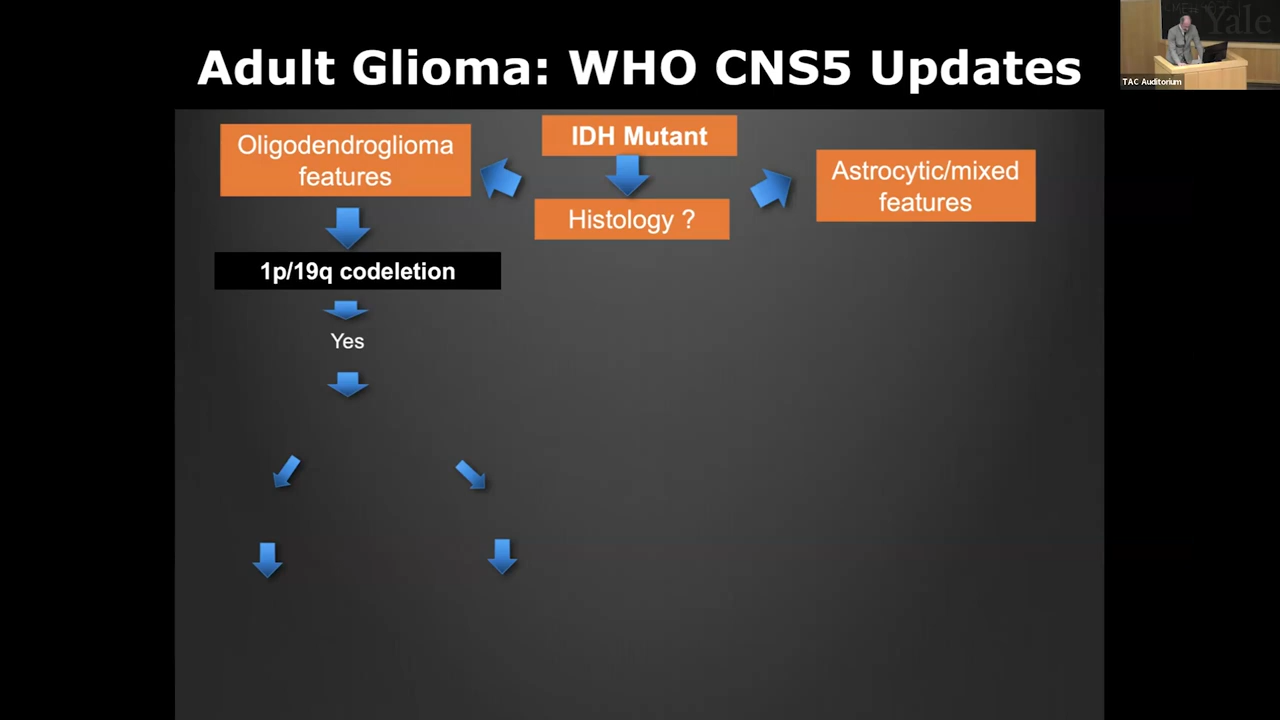 Adult Glioma: WHO CNS5 Updates
Yale
TAC Auditorium
IDH Mutant
Oligodendroglioma
features
Astrocytic/mixed
features
Histology ?
1p/19q codeletion
Yes